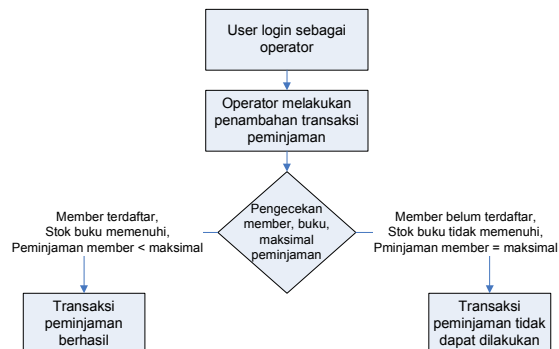 User login sebagai
operator
Operator melakukan
penambahan transaksi
peminjaman
Pengecekan
member, buku,
maksimal
peminjaman
Member terdaftar,
Stok buku memenuhi,
Peminjaman member < maksimal
Member belum terdaftar,
Stok buku tidak memenuhi,
Pminjaman member = maksimal
Transaksi
peminjaman
berhasil
Transaksi
peminjaman tidak
dapat dilakukan